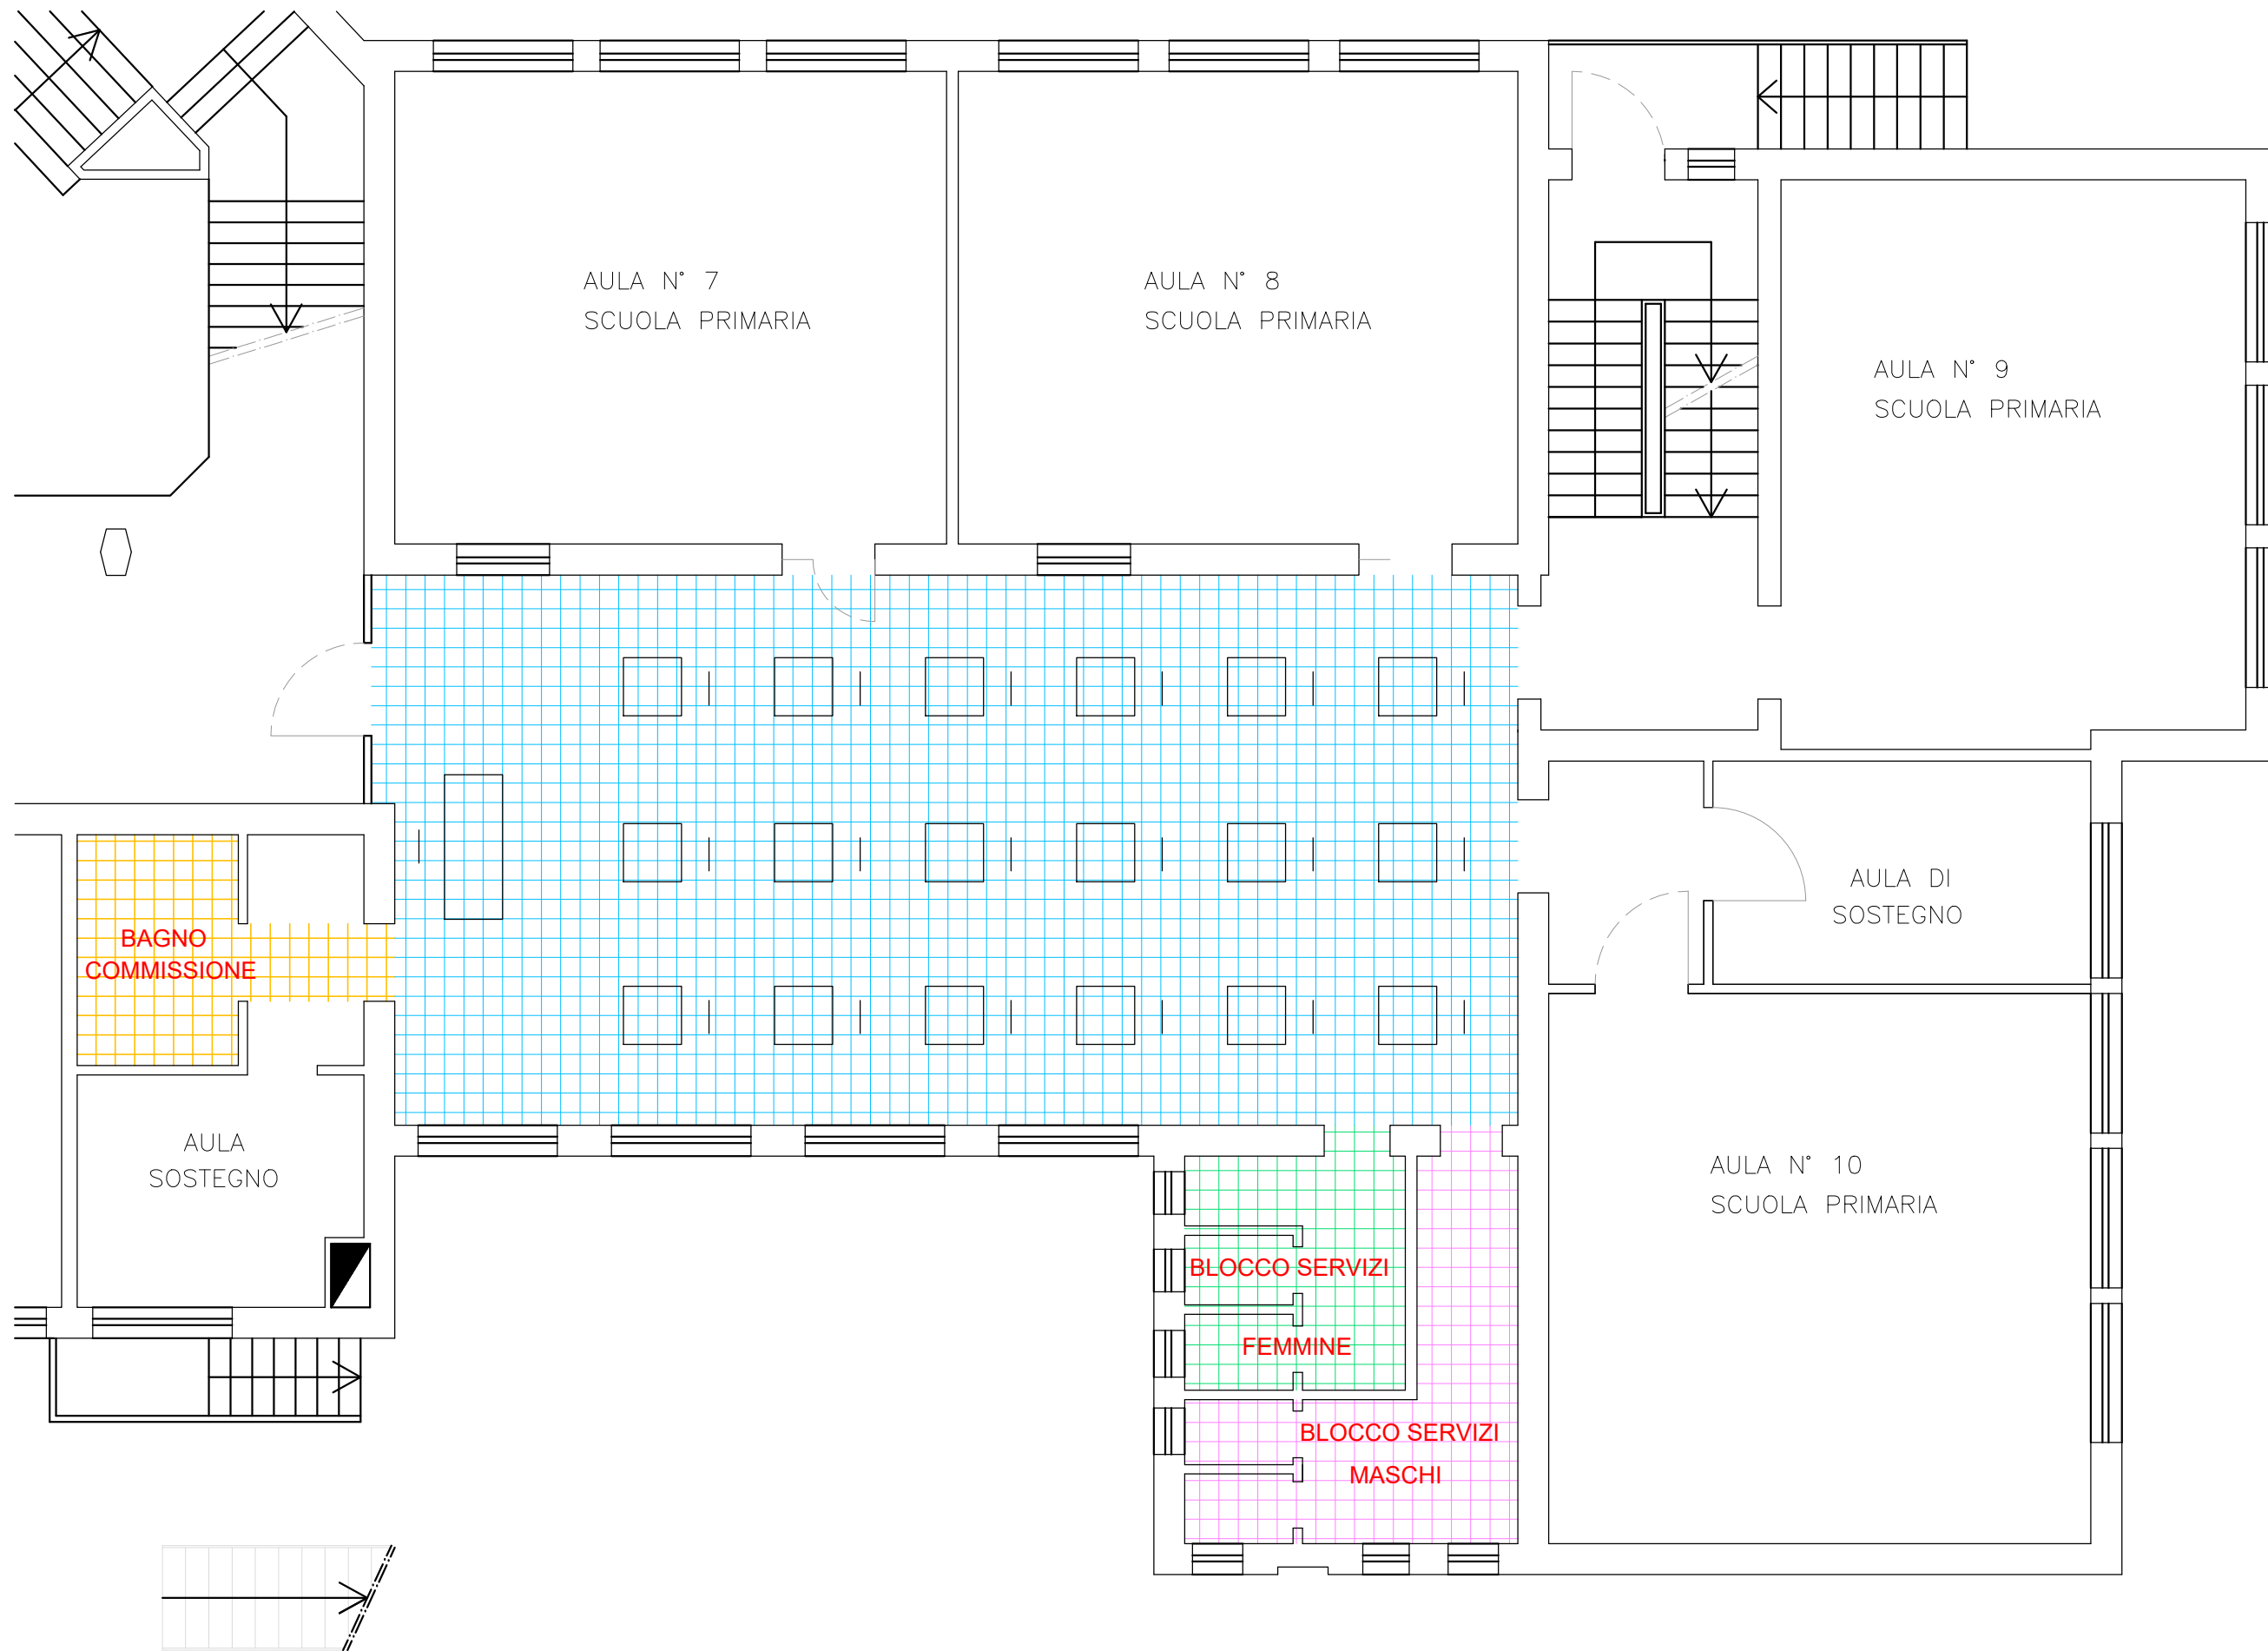 AULA N° 7
SCUOLA PRIMARIA
AULA N° 8
SCUOLA PRIMARIA
AULA N° 9
SCUOLA PRIMARIA
AULA DI
SOSTEGNO
BAGNO
COMMISSIONE
AULA
SOSTEGNO
AULA N° 10
SCUOLA PRIMARIA
BLOCCO SERVIZI
FEMMINE
BLOCCO SERVIZI
MASCHI